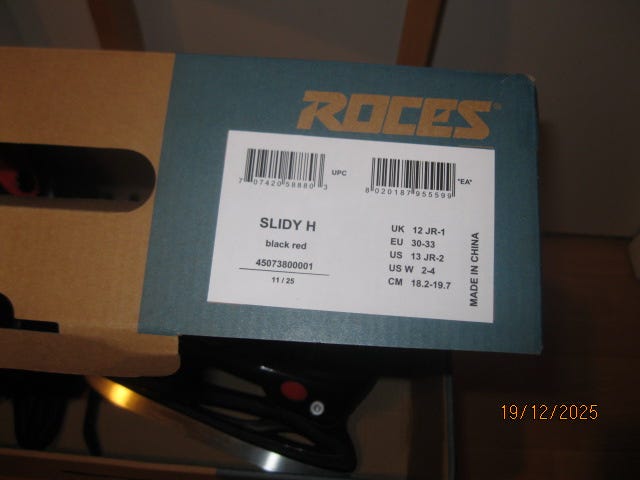 ROCES
7 07420 58880 3
UPC
8 020187 955599
"EA"
SLIDY H
black red
45073800001
11 / 25
UK 12 JR-1
EU 30-33
US 13 JR-2
US W 2-4
CM 18.2-19.7
MADE IN CHINA
19/12/2025